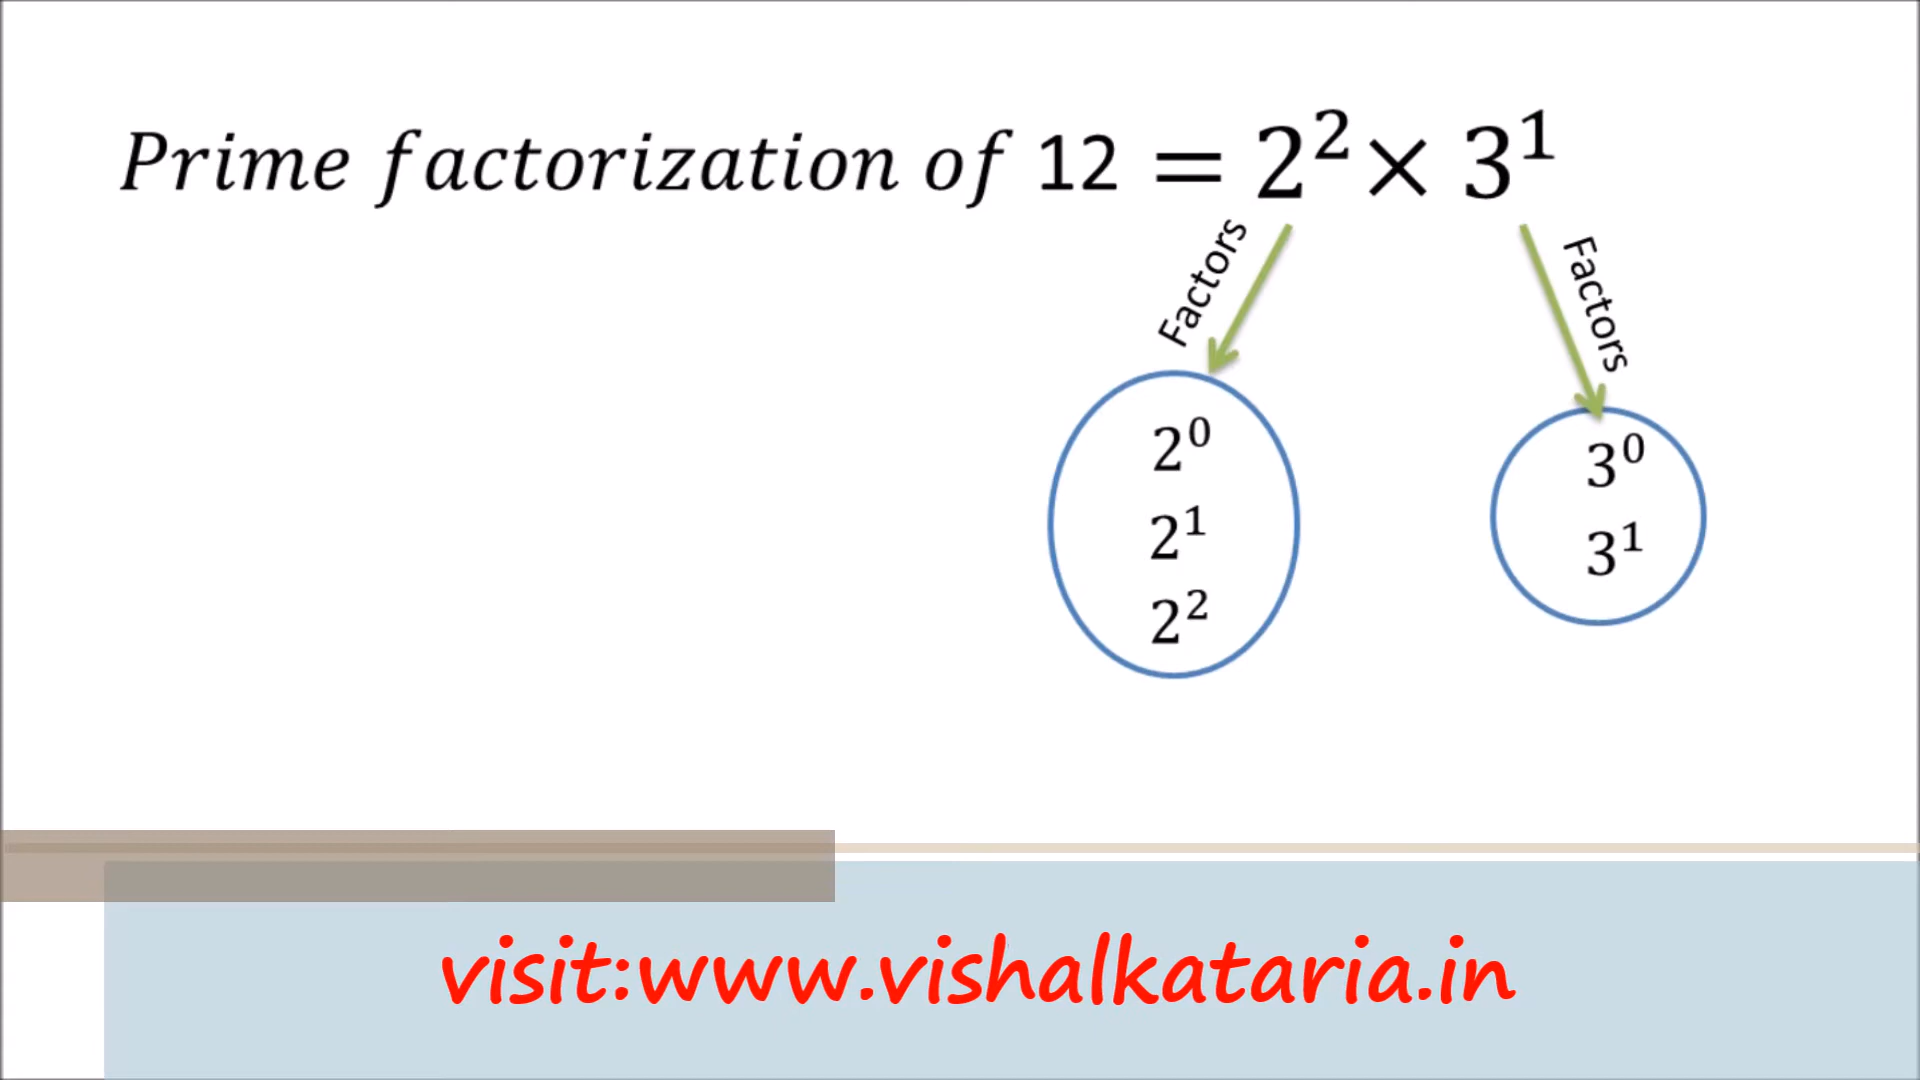 Prime factorization of 12 = 2² × 3¹
Factors
Factors
2⁰
2¹
2²
3⁰
3¹
visit:www.vishalkataria.in